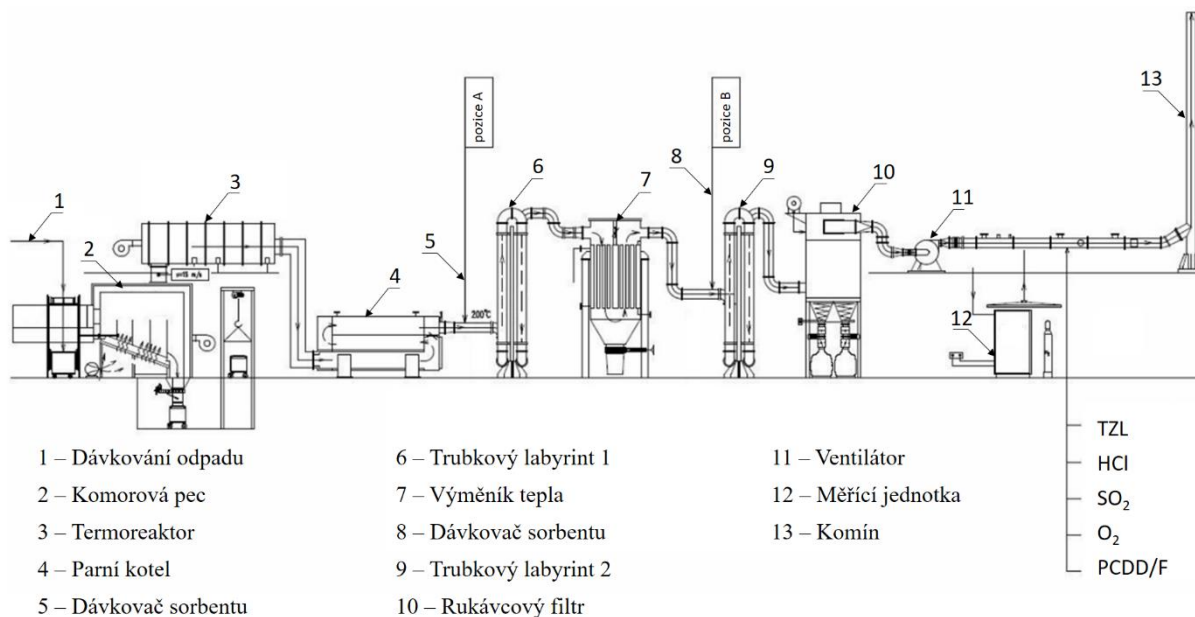 pozice A
pozice B
1
2
3
4
5
6
7
8
9
10
11
12
13
200°C
TZL
HCl
SO₂
O₂
PCDD/F
1 – Dávkování odpadu
2 – Komorová pec
3 – Termoreaktor
4 – Parní kotel
5 – Dávkovač sorbentu
6 – Trubkový labyrint 1
7 – Výměník tepla
8 – Dávkovač sorbentu
9 – Trubkový labyrint 2
10 – Rukávcový filtr
11 – Ventilátor
12 – Měřící jednotka
13 – Komín